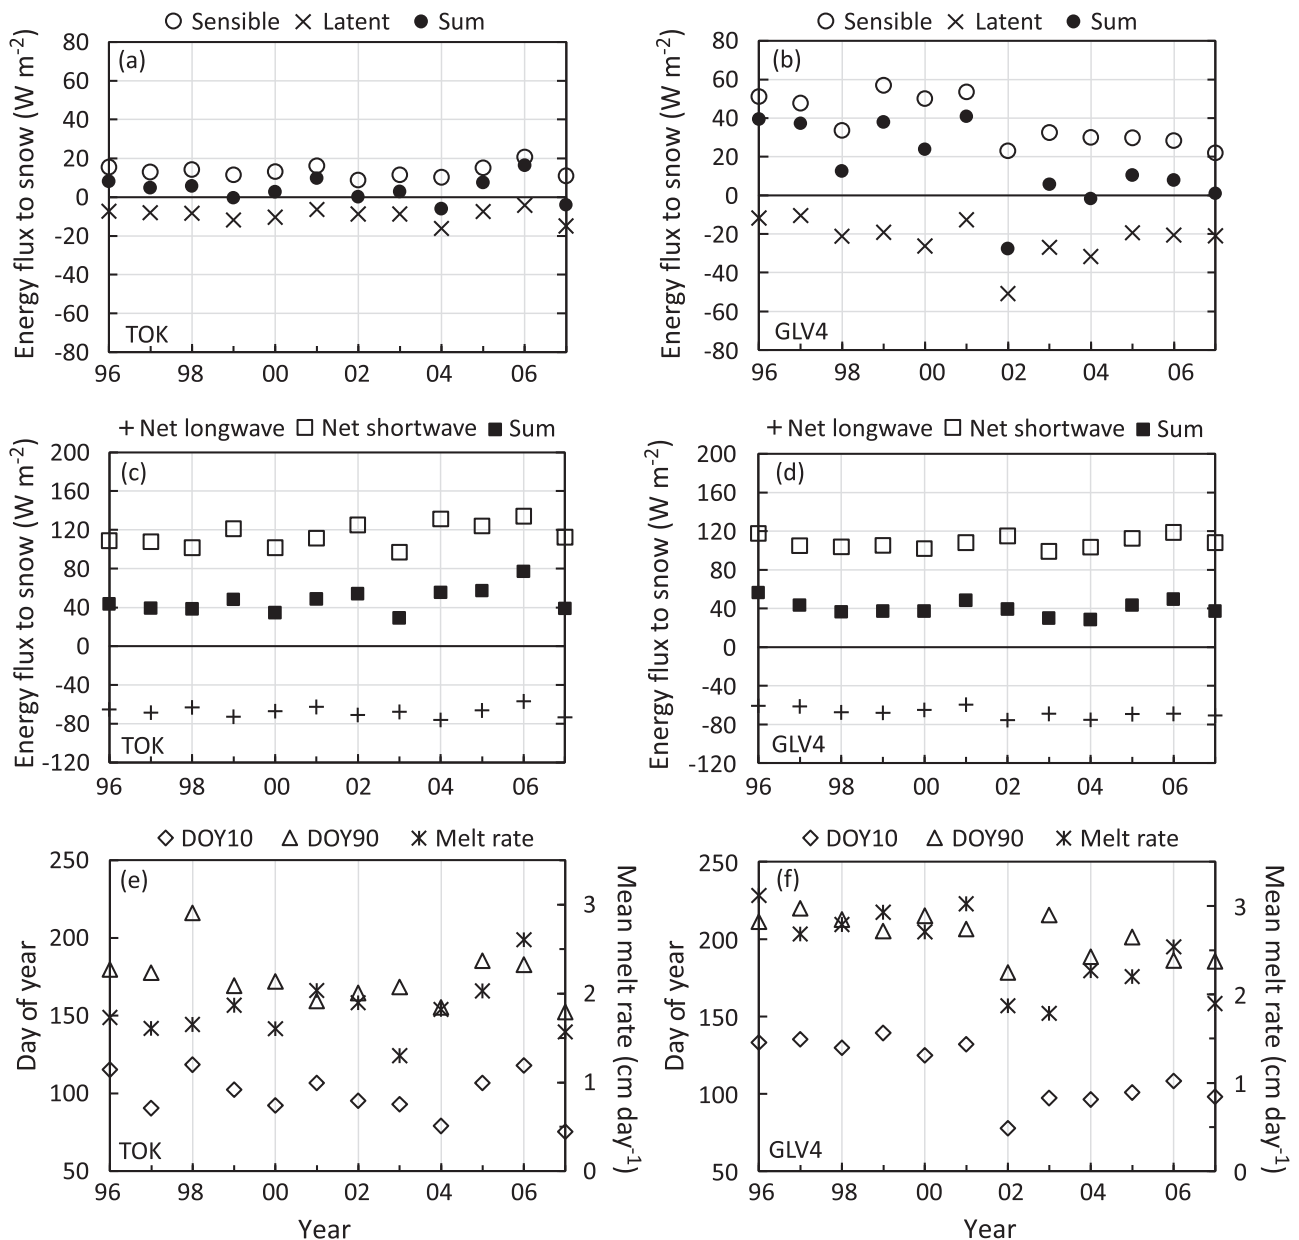 Sensible Latent Sum
Energy flux to snow (W m-2)
80
60
40
20
0
-20
-40
-60
-80
(a)
TOK
96 98 00 02 04 06
Sensible Latent Sum
Energy flux to snow (W m-2)
80
60
40
20
0
-20
-40
-60
-80
(b)
GLV4
96 98 00 02 04 06
Net longwave Net shortwave Sum
Energy flux to snow (W m-2)
200
160
120
80
40
0
-40
-80
-120
(c)
TOK
96 98 00 02 04 06
Net longwave Net shortwave Sum
Energy flux to snow (W m-2)
200
160
120
80
40
0
-40
-80
-120
(d)
GLV4
96 98 00 02 04 06
DOY10 DOY90 Melt rate
Day of year
250
200
150
100
50
(e)
TOK
3
2
1
0
Mean melt rate (cm day-1)
96 98 00 02 04 06
Year
DOY10 DOY90 Melt rate
Day of year
250
200
150
100
50
(f)
GLV4
3
2
1
0
Mean melt rate (cm day-1)
96 98 00 02 04 06
Year